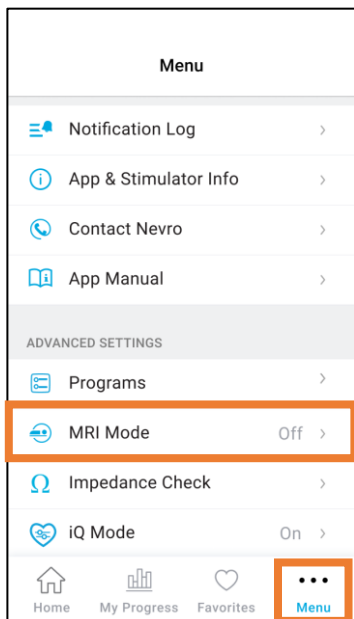 Menu
Notification Log
App & Stimulator Info
Contact Nevro
App Manual
ADVANCED SETTINGS
Programs
MRI Mode Off
Impedance Check
iQ Mode On
Home My Progress Favorites Menu